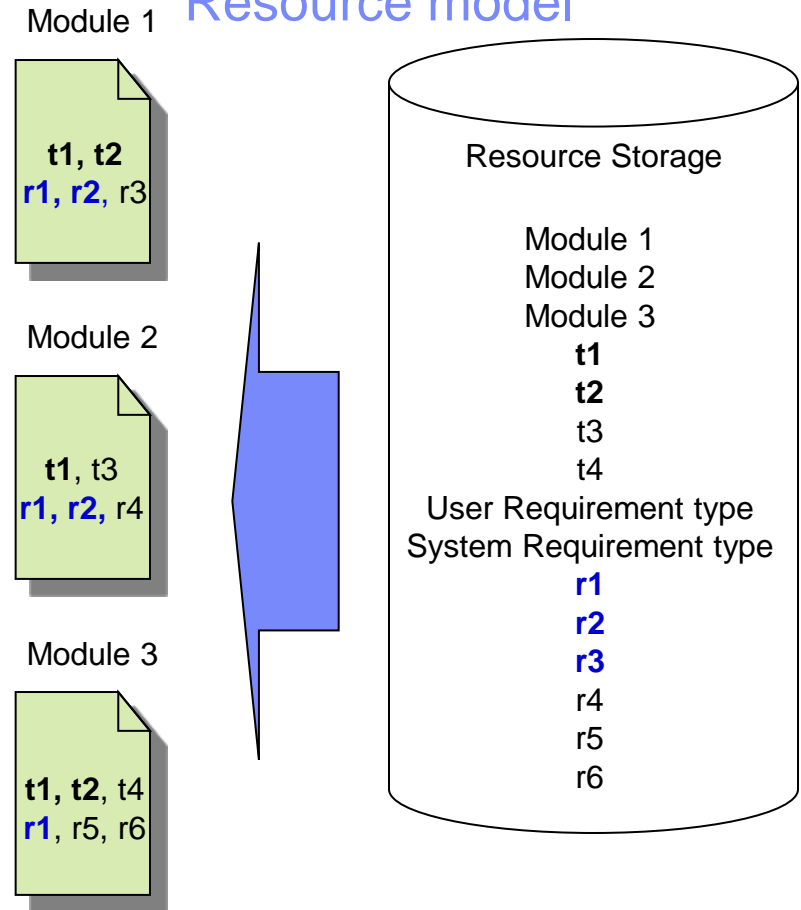 Resource model
Module 1
t1, t2
r1, r2, r3
Module 2
t1, t3
r1, r2, r4
Module 3
t1, t2, t4
r1, r5, r6
Resource Storage
Module 1
Module 2
Module 3
t1
t2
t3
t4
User Requirement type
System Requirement type
r1
r2
r3
r4
r5
r6